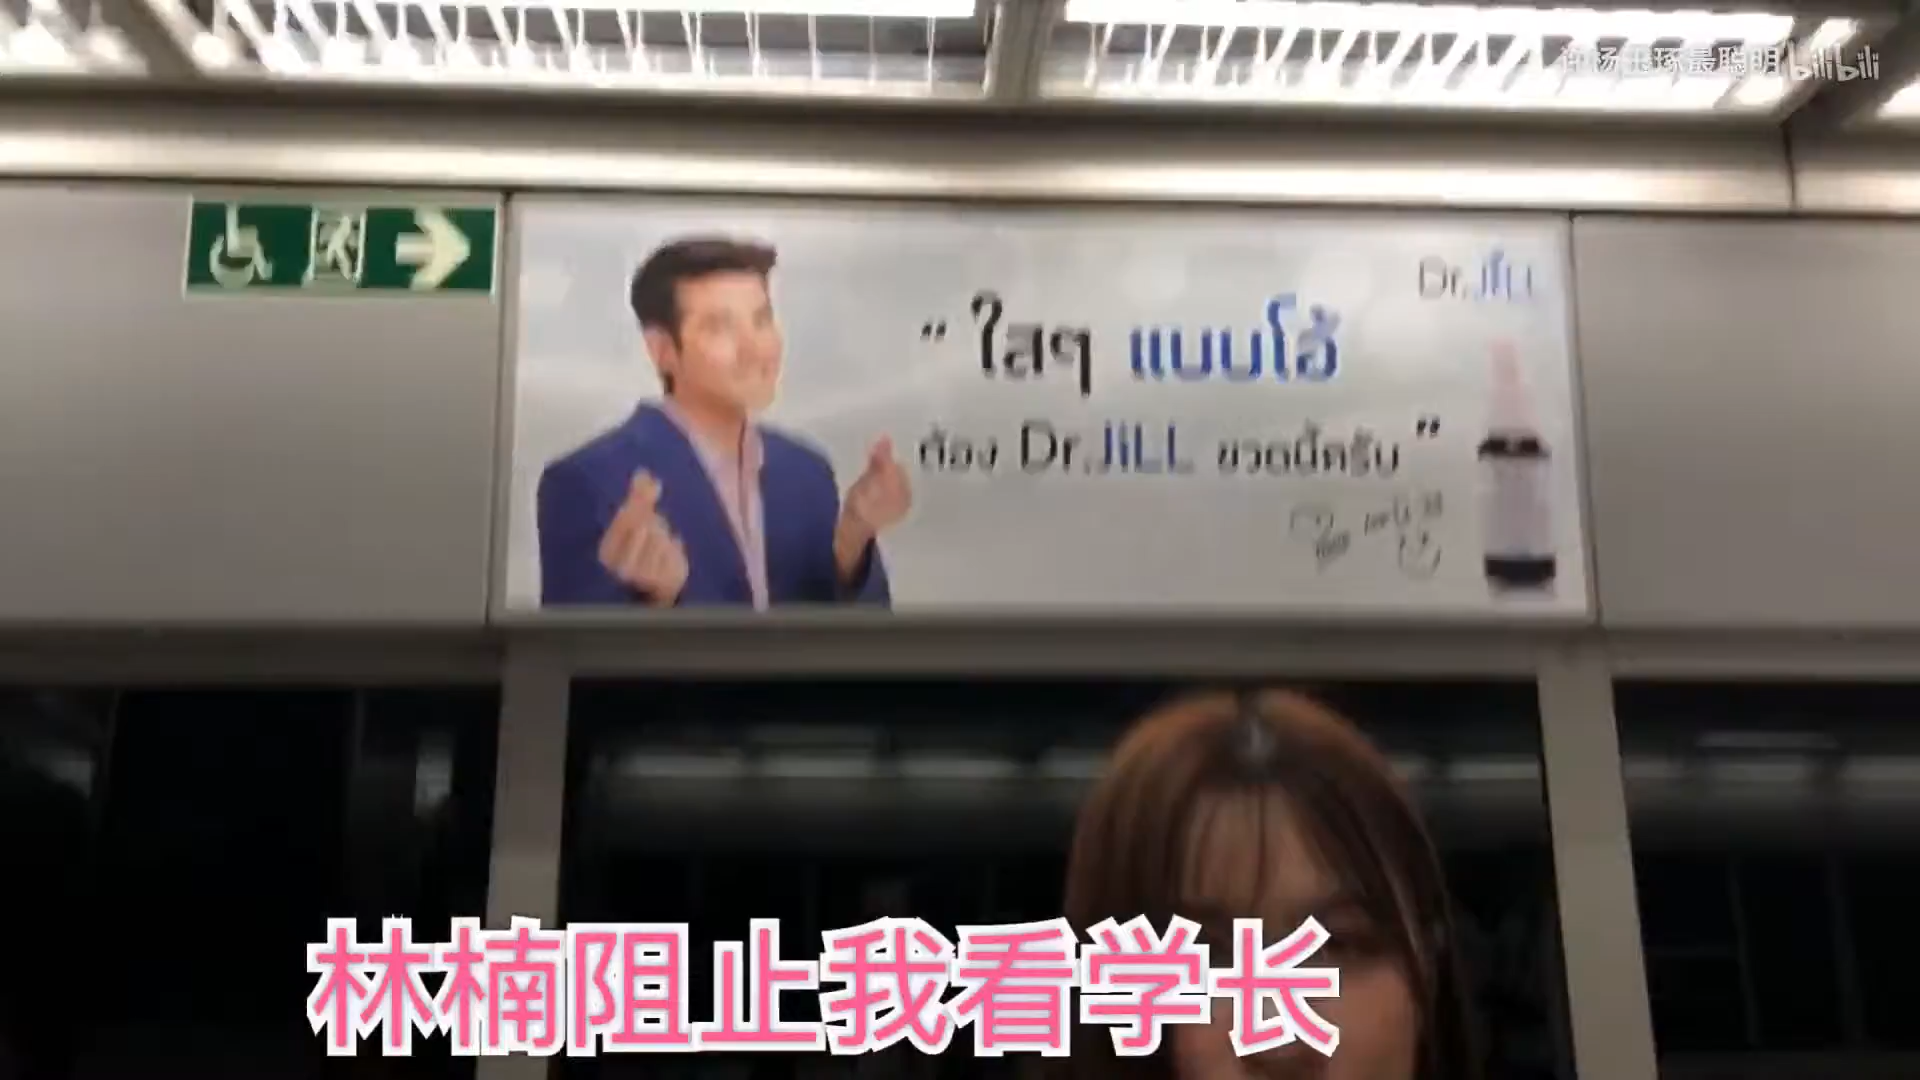 bilibili
Dr.JiLL
“ใสๆ แบบโอ้
ต้อง Dr.JiLL ขวดนี้ครับ”
林楠阻止我看学长